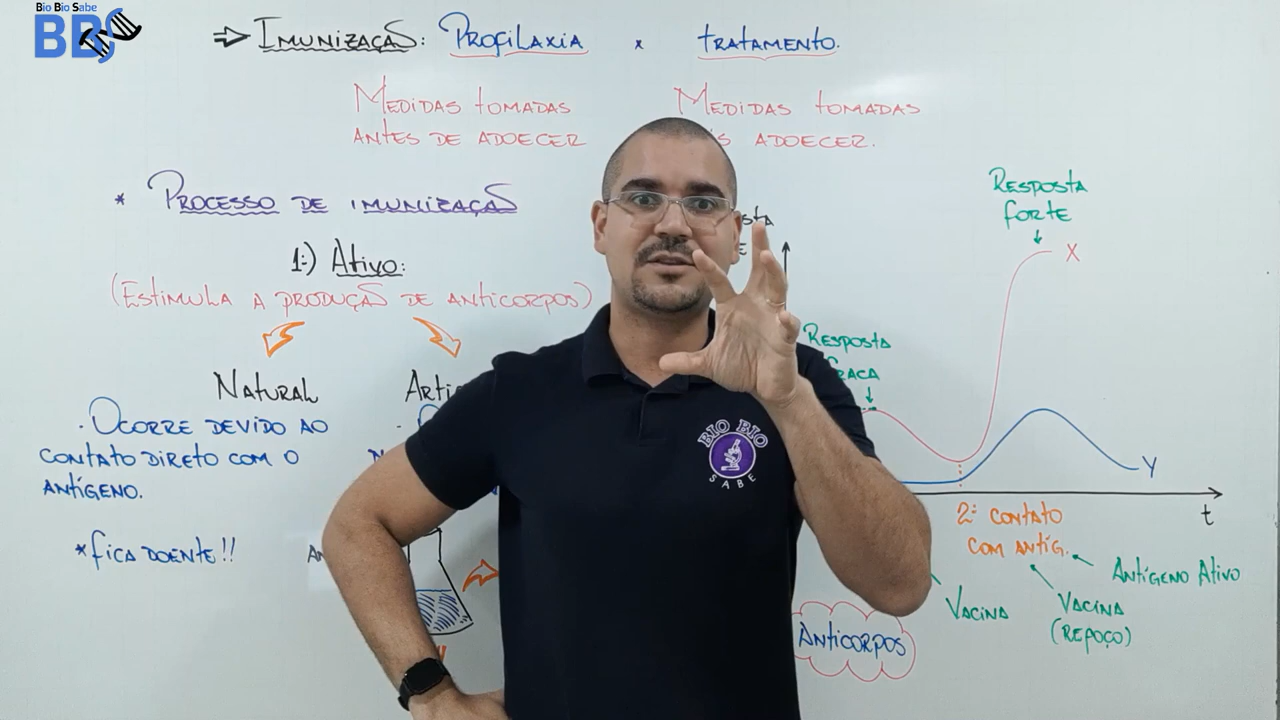 Bio Bio Sabe
BBS
⇒ Imunização: Profilaxia x tratamento.
Medidas tomadas
antes de adoecer
Medidas tomadas
adoecer.
* Processo de imunização
1:) Ativo:
(Estimula a produção de anticorpos)
Natural
· Ocorre devido ao
contato direto com o
antígeno.
* fica doente!!
Resposta
forte
X
Resposta
Y
t
2º contato
com antíg.
Antígeno Ativo
Vacina
Vacina
(repoço)
Anticorpos
BIO BIO
SABE